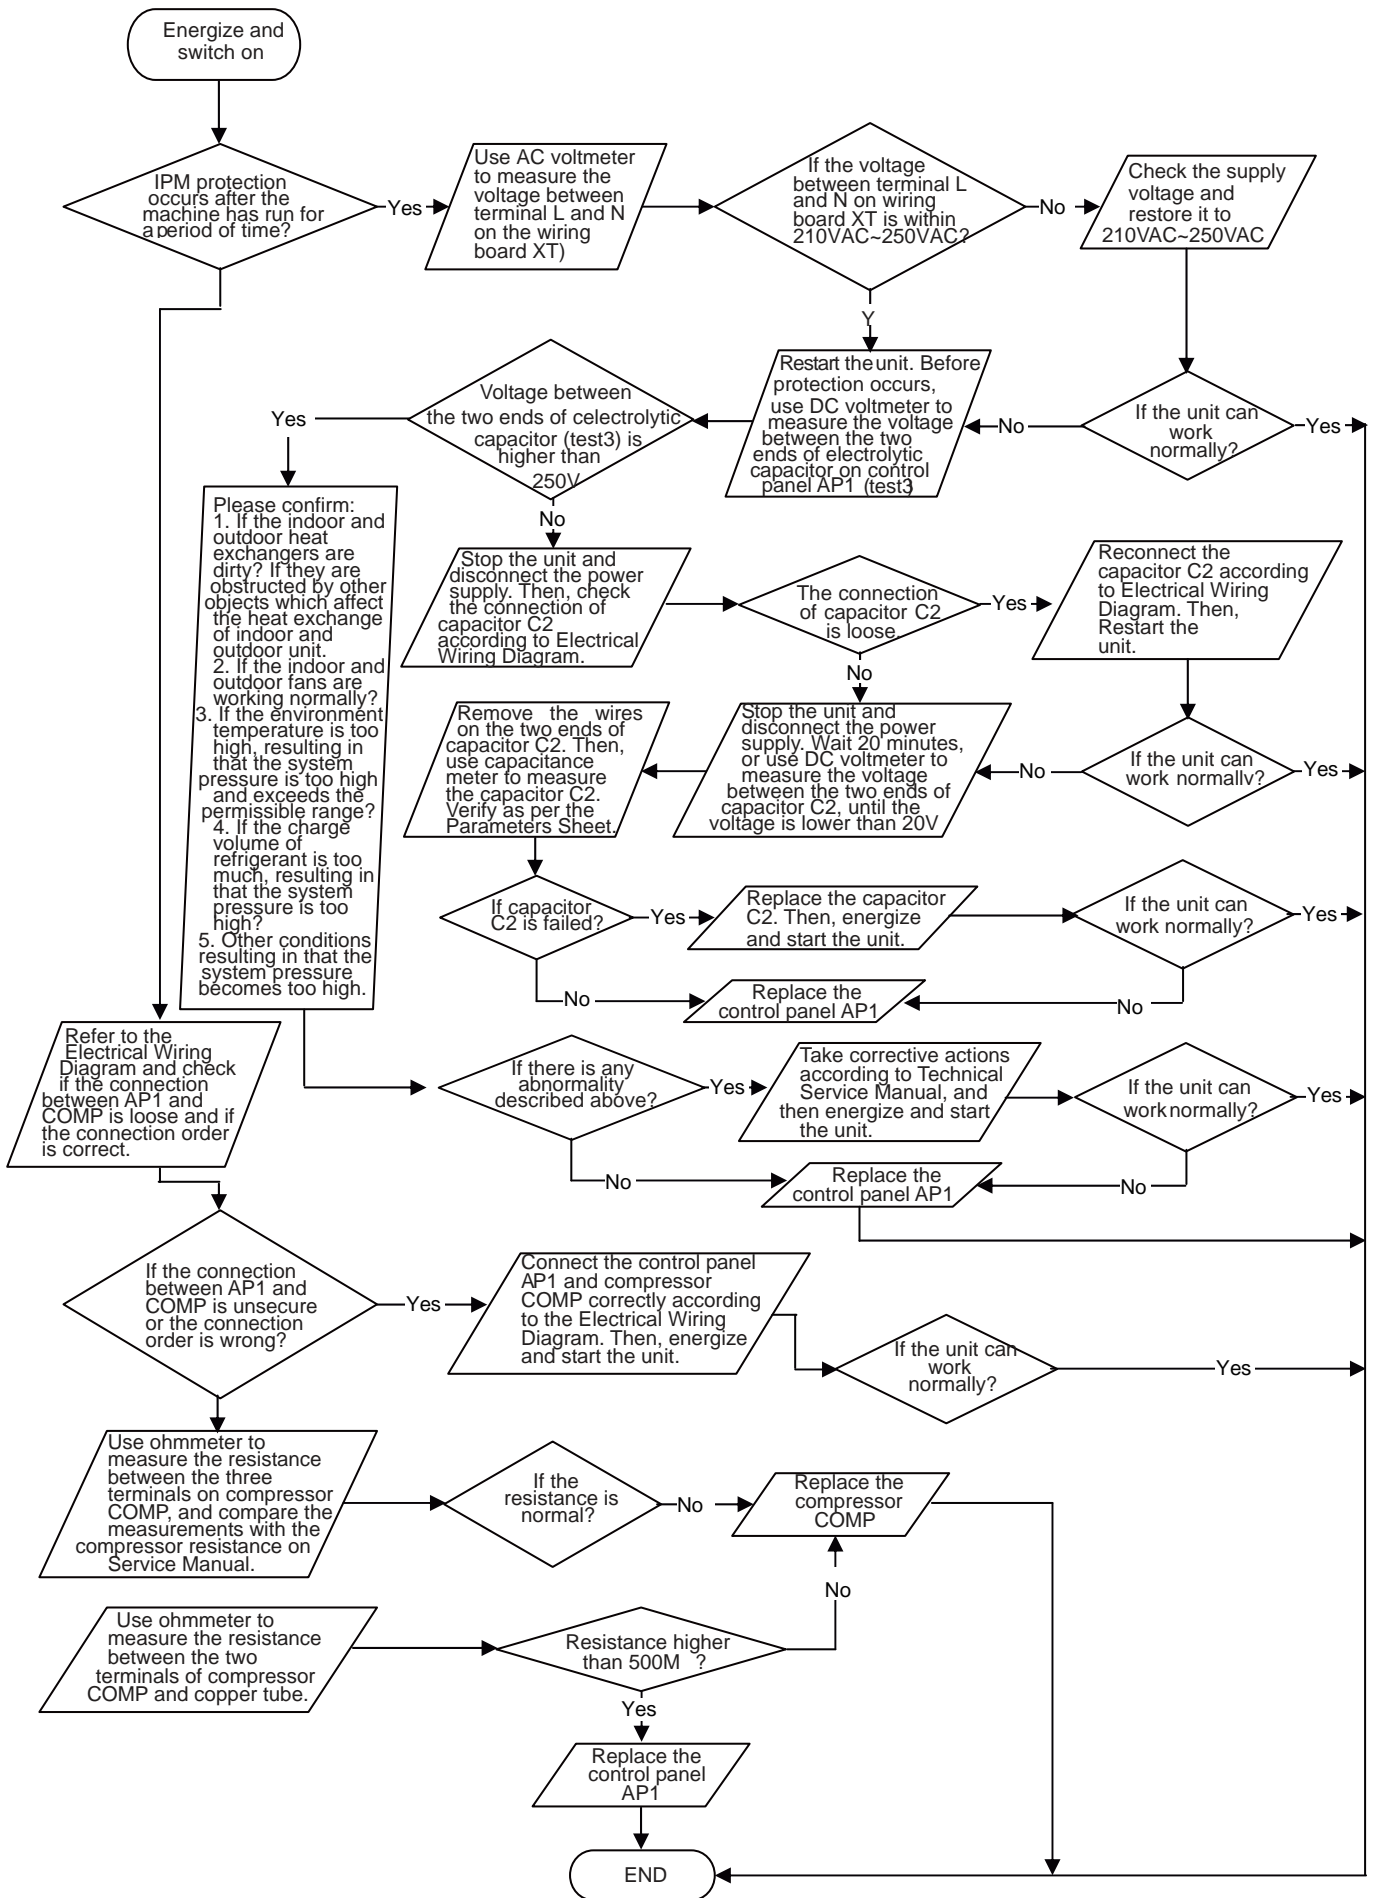 Energize and
switch on
IPM protection
occurs after the
machine has run for
a period of time?
Yes
Use AC voltmeter
to measure the
voltage between
terminal L and N
on the wiring
board XT)
If the voltage
between terminal L
and N on wiring
board XT is within
210VAC~250VAC?
No
Check the supply
voltage and
restore it to
210VAC~250VAC
Y
Restart the unit. Before
protection occurs,
use DC voltmeter to
measure the voltage
between the two
ends of electrolytic
capacitor on control
panel AP1 (test3)
No
If the unit can
work
normally?
Yes
Voltage between
the two ends of celectrolytic
capacitor (test3) is
higher than
250V
Yes
No
Please confirm:
1. If the indoor and
outdoor heat
exchangers are
dirty? If they are
obstructed by other
objects which affect
the heat exchange
of indoor and
outdoor unit.
2. If the indoor and
outdoor fans are
working normally?
3. If the environment
temperature is too
high, resulting in
that the system
pressure is too high
and exceeds the
permissible range?
4. If the charge
volume of
refrigerant is too
much, resulting in
that the system
pressure is too
high?
5. Other conditions
resulting in that the
system pressure
becomes too high.
Stop the unit and
disconnect the power
supply. Then, check
the connection of
capacitor C2
according to Electrical
Wiring Diagram.
The connection
of capacitor C2
is loose.
Yes
Reconnect the
capacitor C2 according
to Electrical Wiring
Diagram. Then,
Restart the
unit.
No
Remove the wires
on the two ends of
capacitor C2. Then,
use capacitance
meter to measure
the capacitor C2.
Verify as per the
Parameters Sheet.
Stop the unit and
disconnect the power
supply. Wait 20 minutes,
or use DC voltmeter to
measure the voltage
between the two ends of
capacitor C2, until the
voltage is lower than 20V
No
If the unit can
work normally?
Yes
If capacitor
C2 is failed?
Yes
Replace the capacitor
C2. Then, energize
and start the unit.
If the unit can
work normally?
Yes
No
Replace the
control panel AP1
No
Refer to the
Electrical Wiring
Diagram and check
if the connection
between AP1 and
COMP is loose and if
the connection order
is correct.
If there is any
abnormality
described above?
Yes
Take corrective actions
according to Technical
Service Manual, and
then energize and start
the unit.
If the unit can
work normally?
Yes
No
Replace the
control panel AP1
No
If the connection
between AP1 and
COMP is unsecure
or the connection
order is wrong?
Yes
Connect the control panel
AP1 and compressor
COMP correctly according
to the Electrical Wiring
Diagram. Then, energize
and start the unit.
If the unit can
work
normally?
Yes
Use ohmmeter to
measure the resistance
between the three
terminals on compressor
COMP, and compare the
measurements with the
compressor resistance on
Service Manual.
If the
resistance is
normal?
No
Replace the
compressor
COMP
No
Use ohmmeter to
measure the resistance
between the two
terminals of compressor
COMP and copper tube.
Resistance higher
than 500M ?
Yes
Replace the
control panel
AP1
END